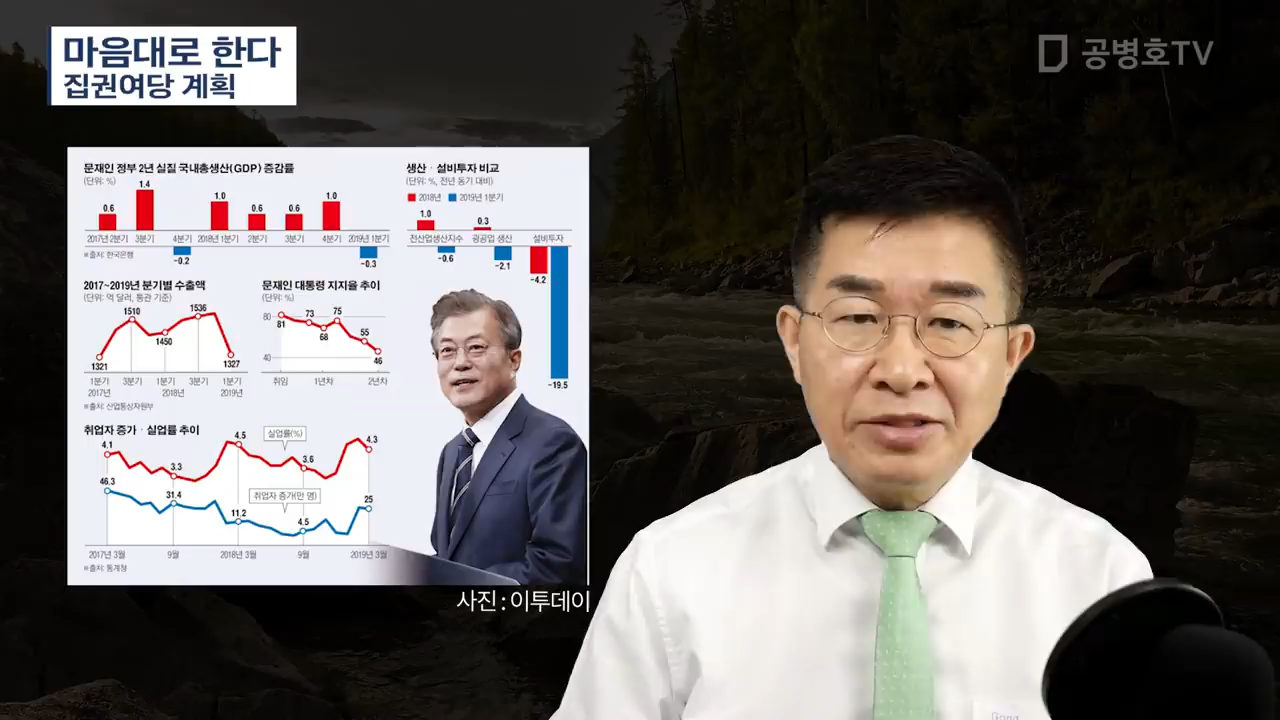 마음대로 한다
집권여당 계획
공병호TV
문재인 정부 2년 실질 국내총생산(GDP) 증감률
(단위: %)
0.6
1.4
-0.2
1.0
0.6
0.6
1.0
-0.3
2017년 2분기
3분기
4분기
2018년 1분기
2분기
3분기
4분기
2019년 1분기
※출처: 한국은행
생산·설비투자 비교
(단위: %, 전년 동기 대비)
2018년
2019년 1분기
1.0
0.3
전산업생산지수
광공업 생산
설비투자
-0.6
-2.1
-4.2
-19.5
2017~2019년 분기별 수출액
(단위: 억 달러, 통관 기준)
1321
1510
1450
1536
1327
1분기
3분기
1분기
3분기
1분기
2017년
2018년
2019년
※출처: 산업통상자원부
문재인 대통령 지지율 추이
(단위: %)
80
40
81
73
68
75
55
46
취임
1년차
2년차
취업자 증가·실업률 추이
실업률(%)
4.1
3.3
4.5
3.6
4.3
취업자 증가(만 명)
46.3
31.4
11.2
4.5
25
2017년 3월
9월
2018년 3월
9월
2019년 3월
※출처: 통계청
사진 : 이투데이
Gong